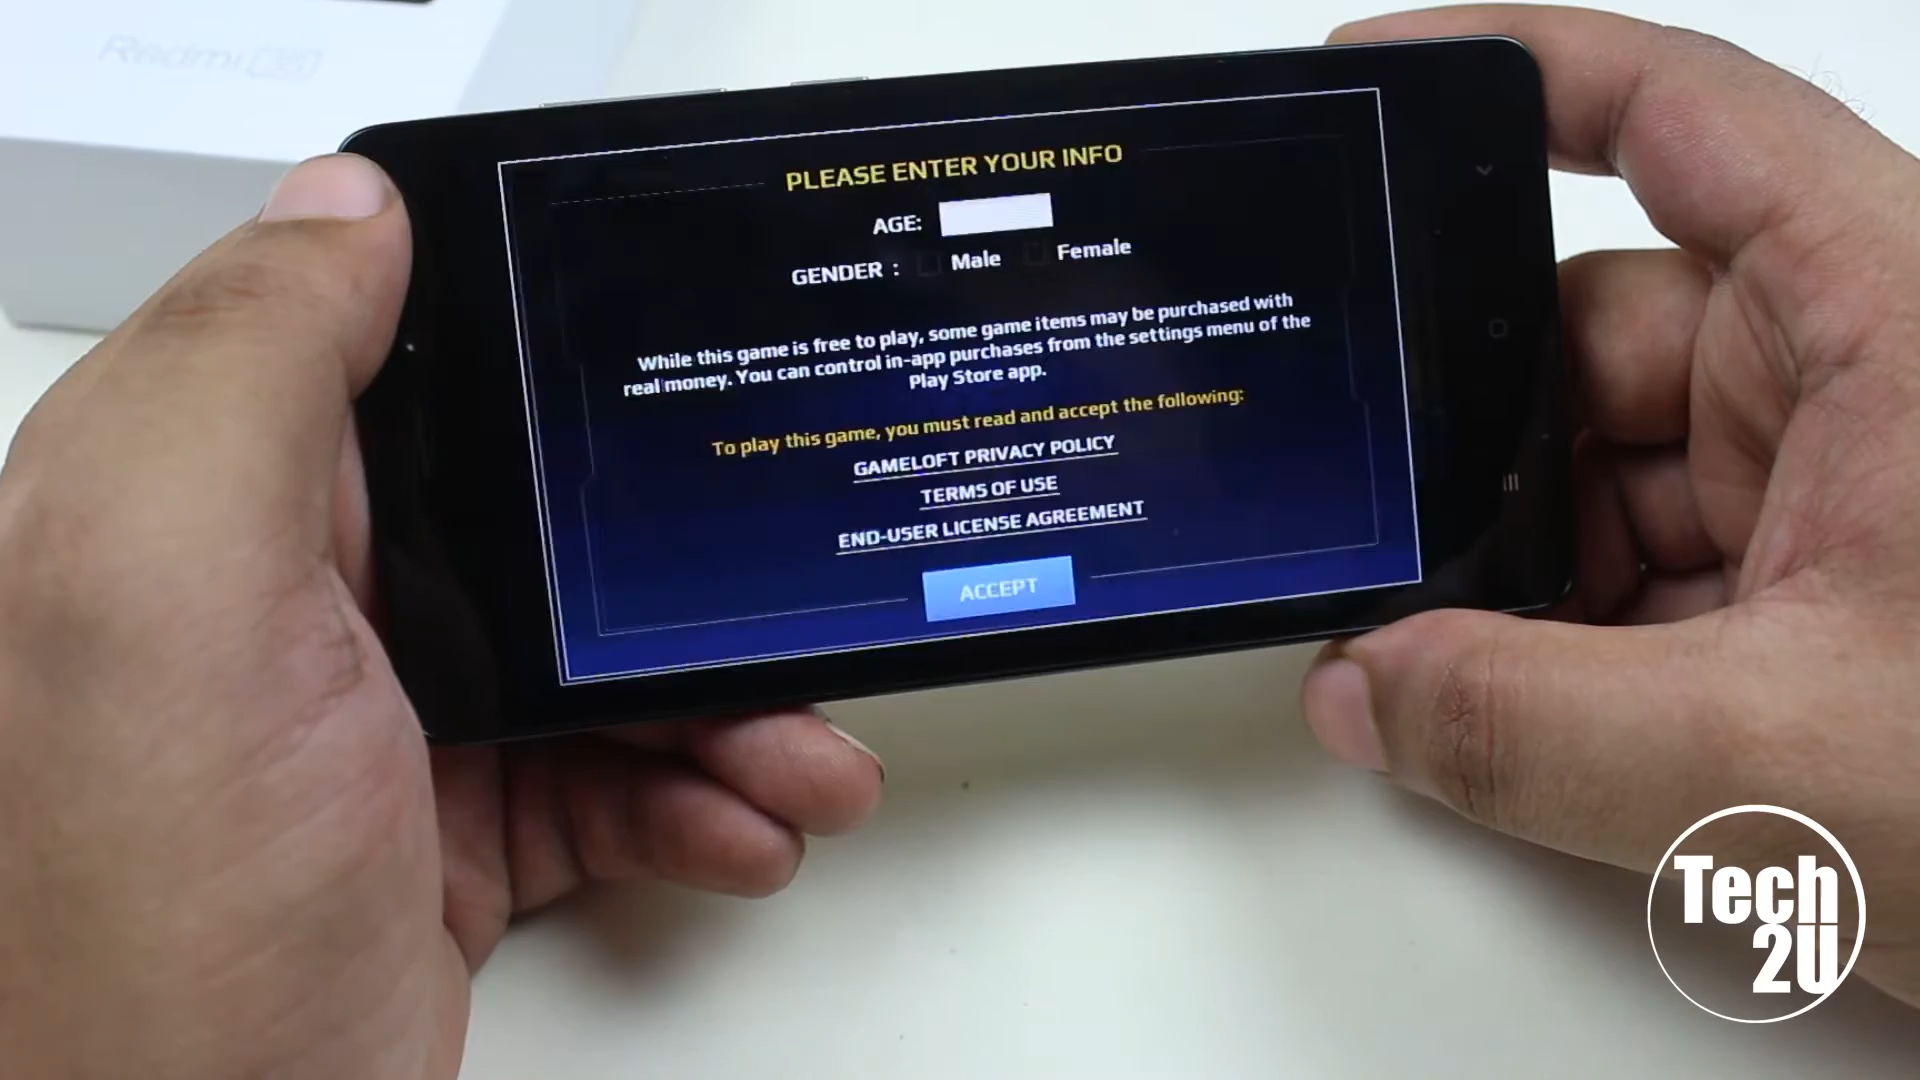 Redmi
PLEASE ENTER YOUR INFO
AGE:
GENDER : Male Female
While this game is free to play, some game items may be purchased with
real money. You can control in-app purchases from the settings menu of the
Play Store app.
To play this game, you must read and accept the following:
GAMELOFT PRIVACY POLICY
TERMS OF USE
END-USER LICENSE AGREEMENT
ACCEPT
Tech
2U